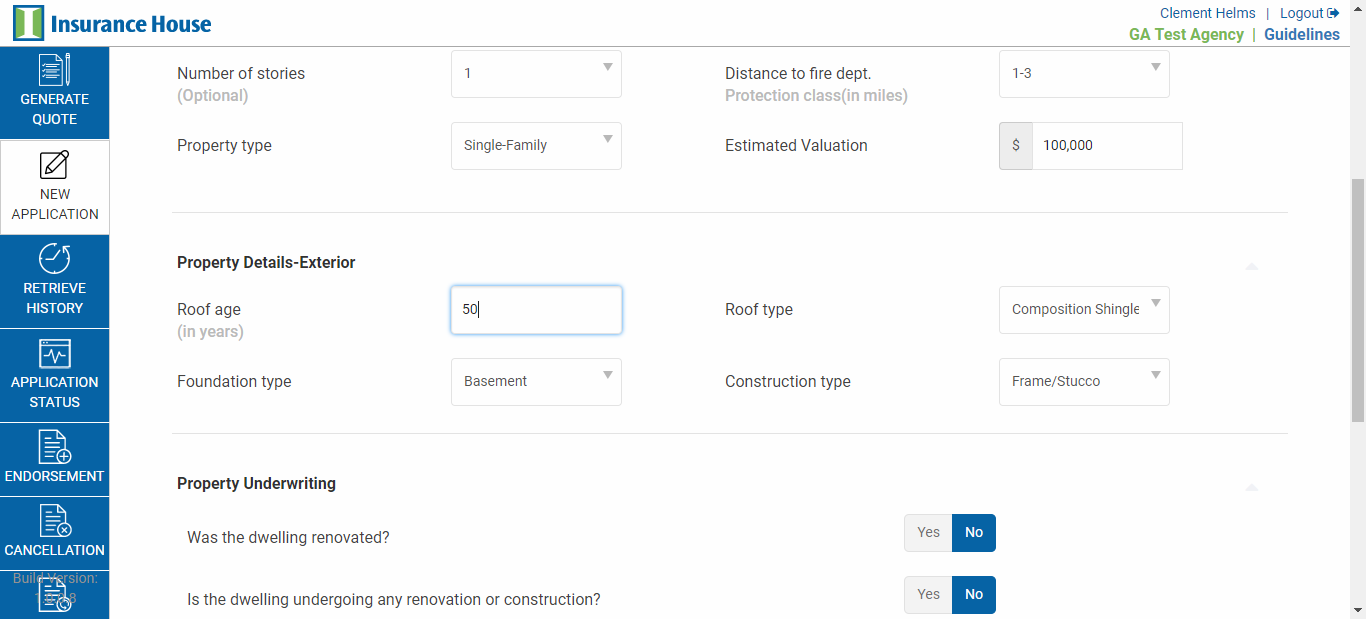 Insurance House
Clement Helms | Logout
GA Test Agency | Guidelines
GENERATE
QUOTE
NEW
APPLICATION
RETRIEVE
HISTORY
APPLICATION
STATUS
ENDORSEMENT
CANCELLATION
Build Version:
Number of stories
(Optional)
1
Distance to fire dept.
Protection class(in miles)
1-3
Property type
Single-Family
Estimated Valuation
$ 100,000
Property Details-Exterior
Roof age
(in years)
50
Roof type
Composition Shingle
Foundation type
Basement
Construction type
Frame/Stucco
Property Underwriting
Was the dwelling renovated?
Yes No
Is the dwelling undergoing any renovation or construction?
Yes No